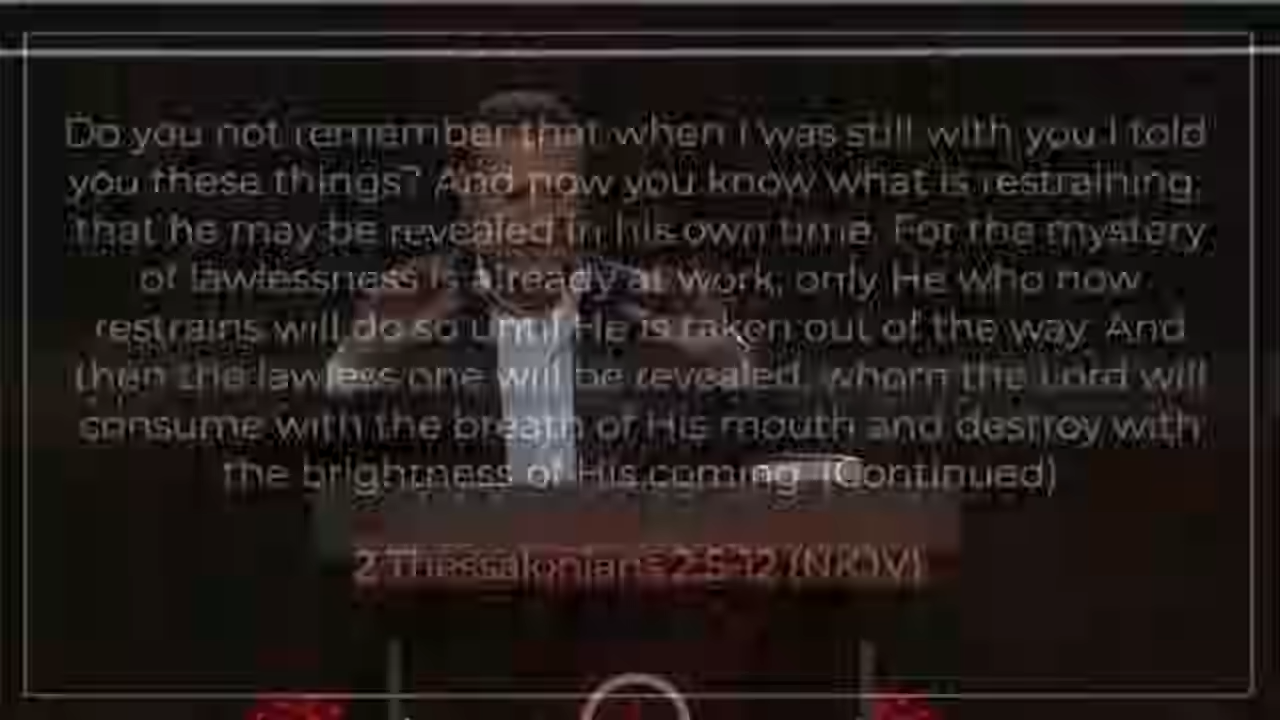 Do you not remember that when I was still with you I told
you these things? And now you know what is restraining,
that he may be revealed in his own time. For the mystery
of lawlessness is already at work; only He who now
restrains will do so until He is taken out of the way. And
then the lawless one will be revealed, whom the Lord will
consume with the breath of His mouth and destroy with
the brightness of His coming. (Continued)
2 Thessalonians 2:5-12 (NKJV)